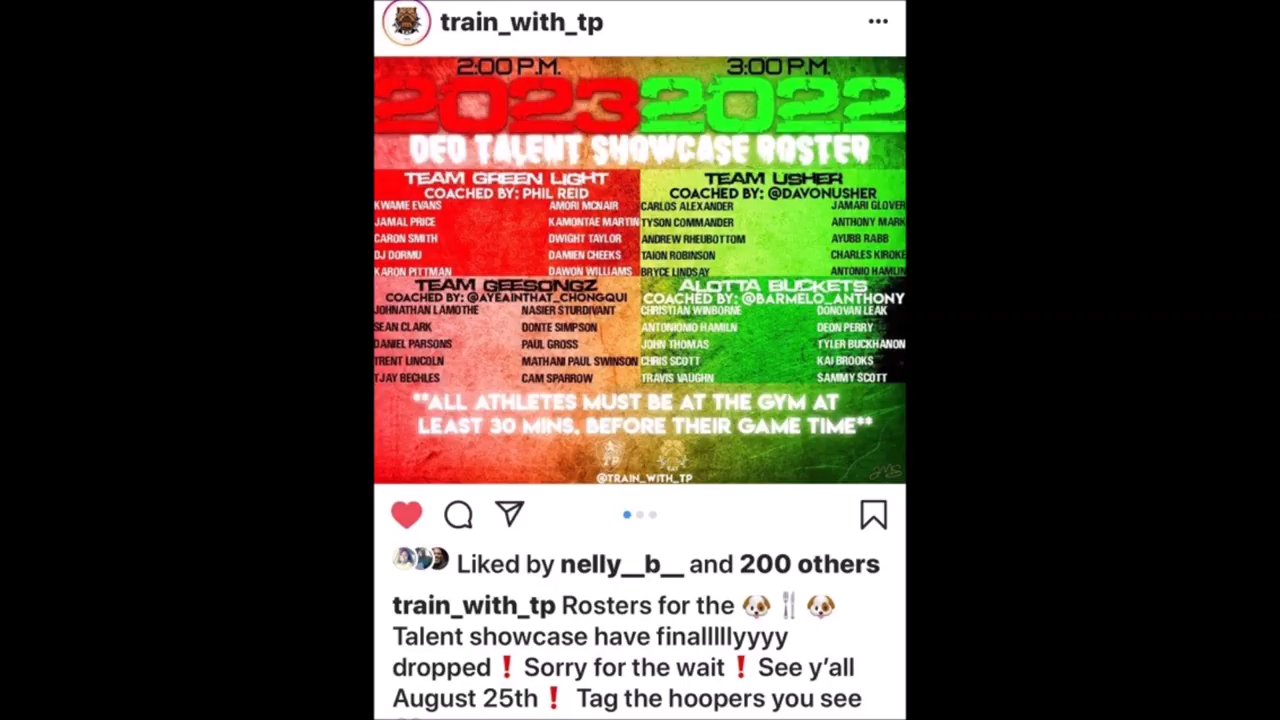 train_with_tp
2:00 P.M.
3:00 P.M.
2023
2022
DEO TALENT SHOWCASE ROSTER
TEAM GREEN LIGHT
COACHED BY: PHIL REID
KWAME EVANS
JAMAL PRICE
CARON SMITH
DJ DORMU
KARON PITTMAN
AMORI MCNAIR
KAMONTAE MARTIN
DWIGHT TAYLOR
DAMIEN CHEEKS
DAWON WILLIAMS
TEAM USHER
COACHED BY: @DAVONUSHER
CARLOS ALEXANDER
TYSON COMMANDER
ANDREW RHEUBOTTOM
TAION ROBINSON
BRYCE LINDSAY
JAMARI GLOVER
ANTHONY MARK
AYUBB RABB
CHARLES KIROKE
ANTONIO HAMLIN
TEAM GEESONGZ
COACHED BY: @AYEAINTHAT_CHONGQUI
JOHNATHAN LAMOTHE
SEAN CLARK
DANIEL PARSONS
TRENT LINCOLN
TJAY BECHLES
NASIER STURDIVANT
DONTE SIMPSON
PAUL GROSS
MATHANI PAUL SWINSON
CAM SPARROW
ALOTTA BUCKETS
COACHED BY: @BARMELO_ANTHONY
CHRISTIAN WINBORNE
ANTONIONIO HAMILN
JOHN THOMAS
CHRIS SCOTT
TRAVIS VAUGHN
DONOVAN LEAK
DEON PERRY
TYLER BUCKHANON
KAI BROOKS
SAMMY SCOTT
**ALL ATHLETES MUST BE AT THE GYM AT
LEAST 30 MINS. BEFORE THEIR GAME TIME**
@TRAIN_WITH_TP
Liked by nelly__b__ and 200 others
train_with_tp Rosters for the 🐶🍴🐶
Talent showcase have finalllllyyyy
dropped❗ Sorry for the wait❗ See y'all
August 25th❗ Tag the hoopers you see